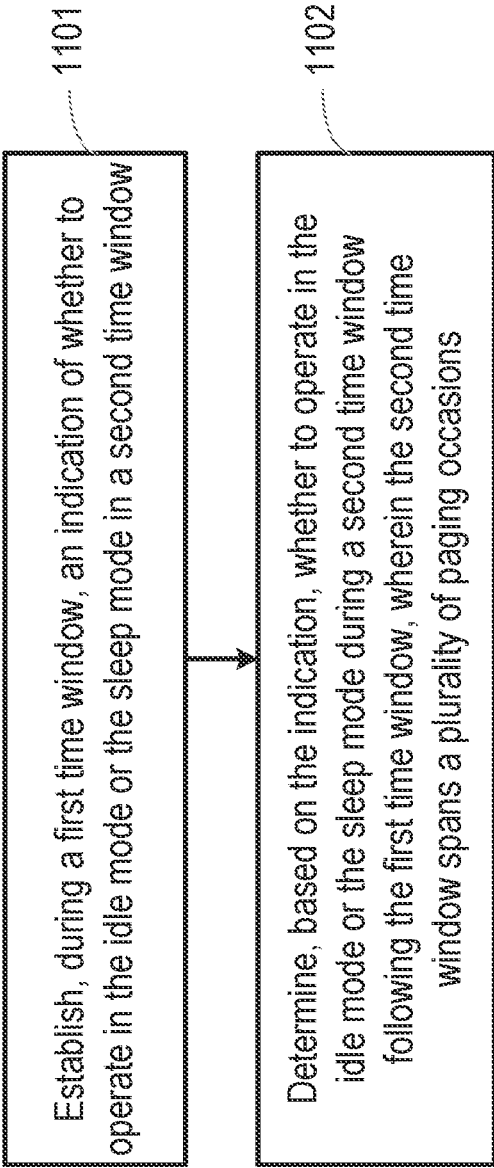 Establish, during a first time window, an indication of whether to
operate in the idle mode or the sleep mode in a second time window
1101
Determine, based on the indication, whether to operate in the
idle mode or the sleep mode during a second time window
following the first time window, wherein the second time
window spans a plurality of paging occasions
1102